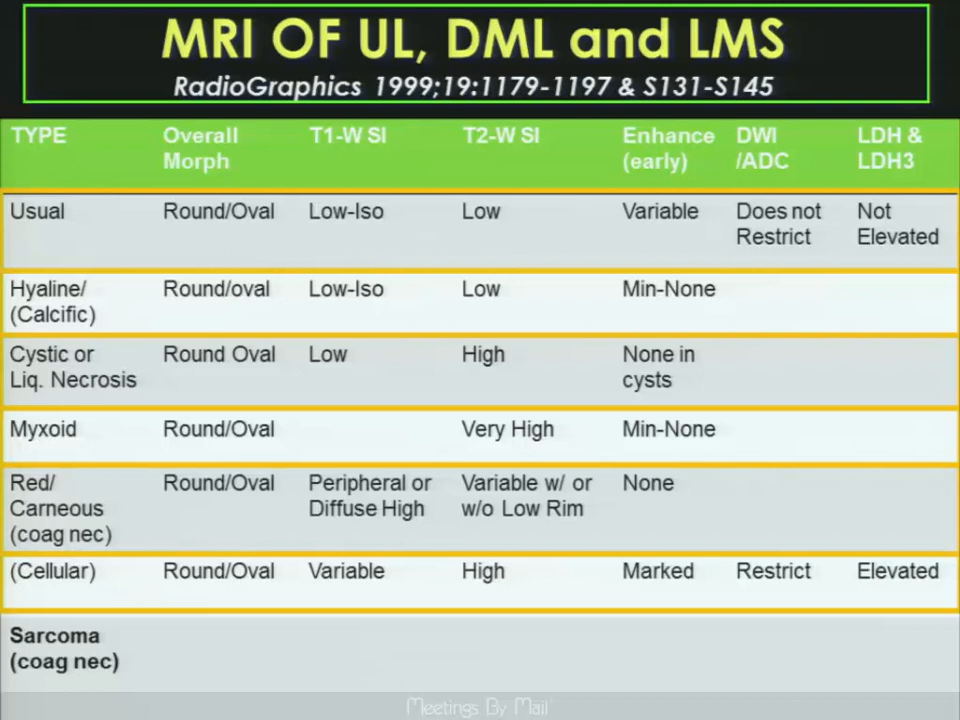 MRI OF UL, DML and LMS
RadioGraphics 1999;19:1179-1197 & S131-S145
TYPE Overall Morph T1-W SI T2-W SI Enhance (early) DWI /ADC LDH & LDH3
Usual Round/Oval Low-Iso Low Variable Does not Restrict Not Elevated
Hyaline/ (Calcific) Round/oval Low-Iso Low Min-None
Cystic or Liq. Necrosis Round Oval Low High None in cysts
Myxoid Round/Oval Very High Min-None
Red/ Carneous (coag nec) Round/Oval Peripheral or Diffuse High Variable w/ or w/o Low Rim None
(Cellular) Round/Oval Variable High Marked Restrict Elevated
Sarcoma (coag nec)
Meetings By Mail